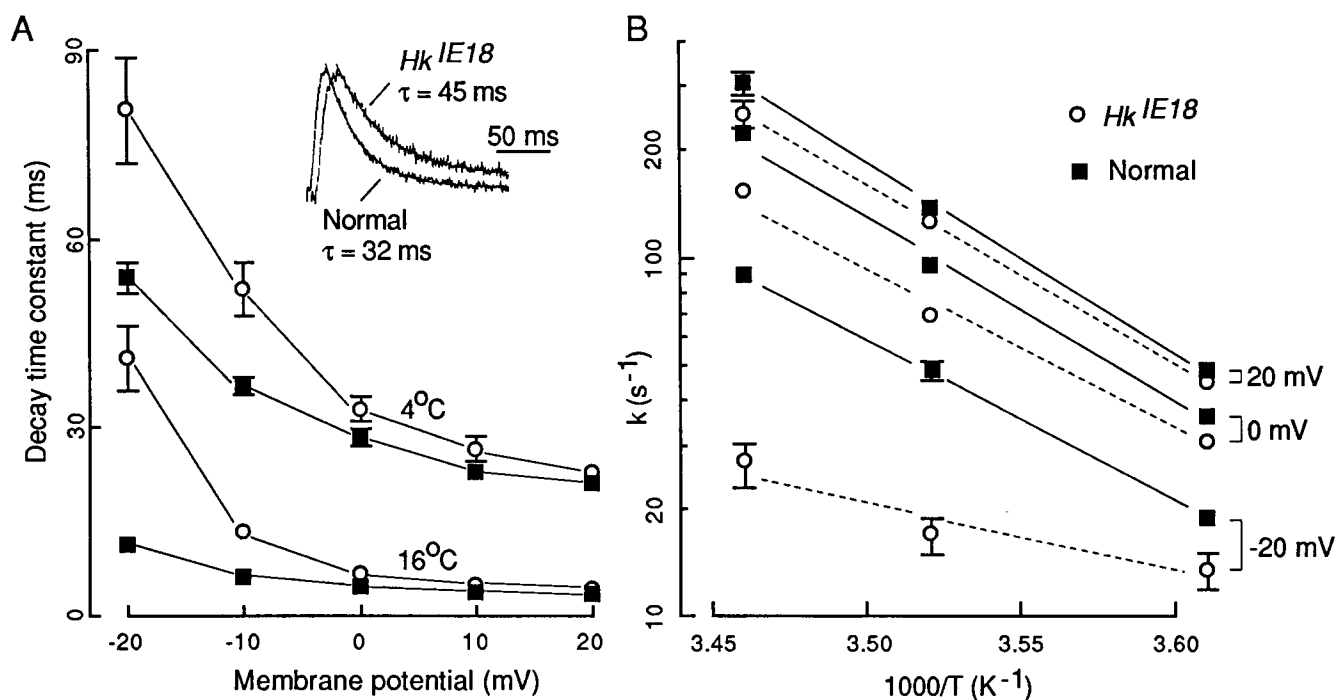 A
90
60
30
0
Decay time constant (ms)
-20
-10
0
10
20
Membrane potential (mV)
Hk IE18
τ = 45 ms
50 ms
Normal
τ = 32 ms
4°C
16°C
B
200
100
20
10
k (s-1)
3.45
3.50
3.55
3.60
1000/T (K-1)
Hk IE18
Normal
20 mV
0 mV
-20 mV